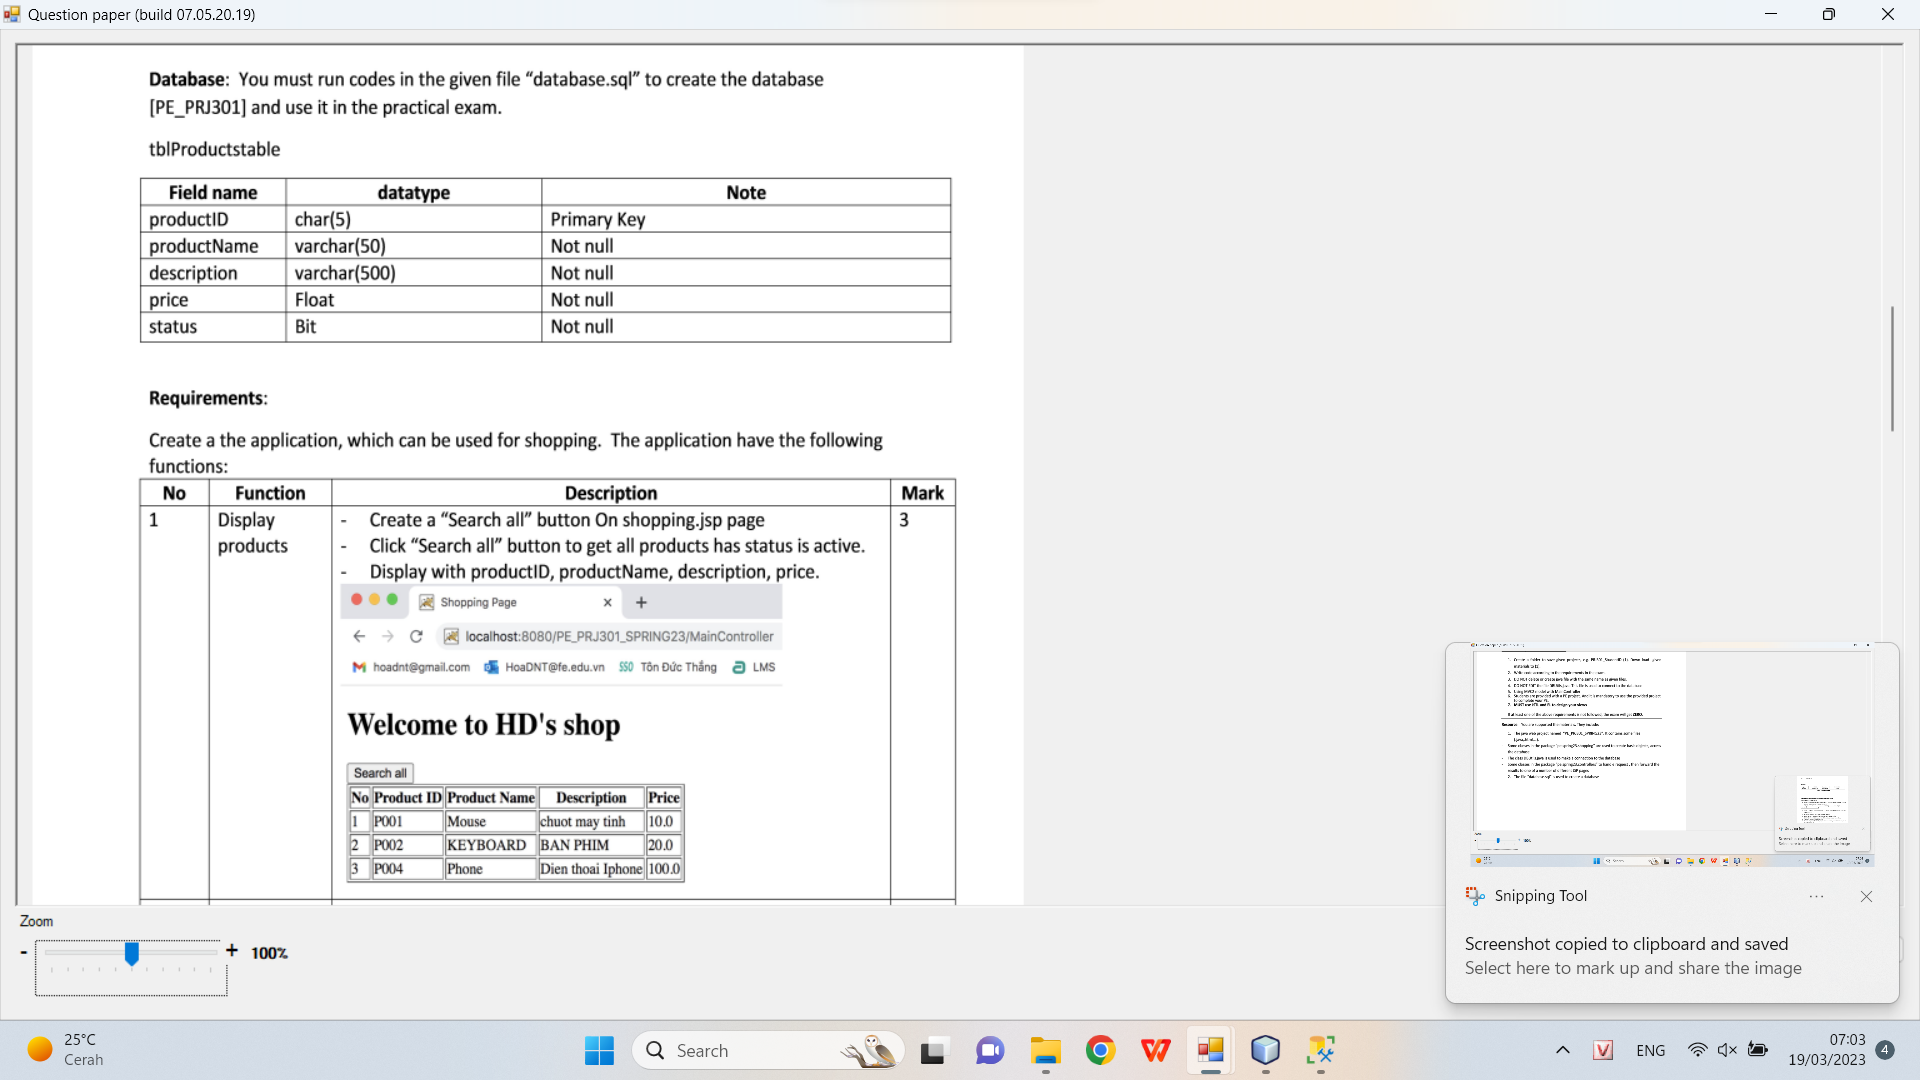 Question paper (build 07.05.20.19)
Database: You must run codes in the given file “database.sql” to create the database
[PE_PRJ301] and use it in the practical exam.
tblProductstable
Field name datatype Note
productID char(5) Primary Key
productName varchar(50) Not null
description varchar(500) Not null
price Float Not null
status Bit Not null
Requirements:
Create a the application, which can be used for shopping. The application have the following
functions:
No Function Description Mark
1 Display products 3
- Create a “Search all” button On shopping.jsp page
- Click “Search all” button to get all products has status is active.
- Display with productID, productName, description, price.
Shopping Page
localhost:8080/PE_PRJ301_SPRING23/MainController
hoadnt@gmail.com HoaDNT@fe.edu.vn SSO Tôn Đức Thắng LMS
Welcome to HD's shop
Search all
No Product ID Product Name Description Price
1 P001 Mouse chuot may tinh 10.0
2 P002 KEYBOARD BAN PHIM 20.0
3 P004 Phone Dien thoai Iphone 100.0
Zoom
- + 100%
Snipping Tool
Screenshot copied to clipboard and saved
Select here to mark up and share the image
25°C
Cerah
Search
ENG
07:03
19/03/2023
4